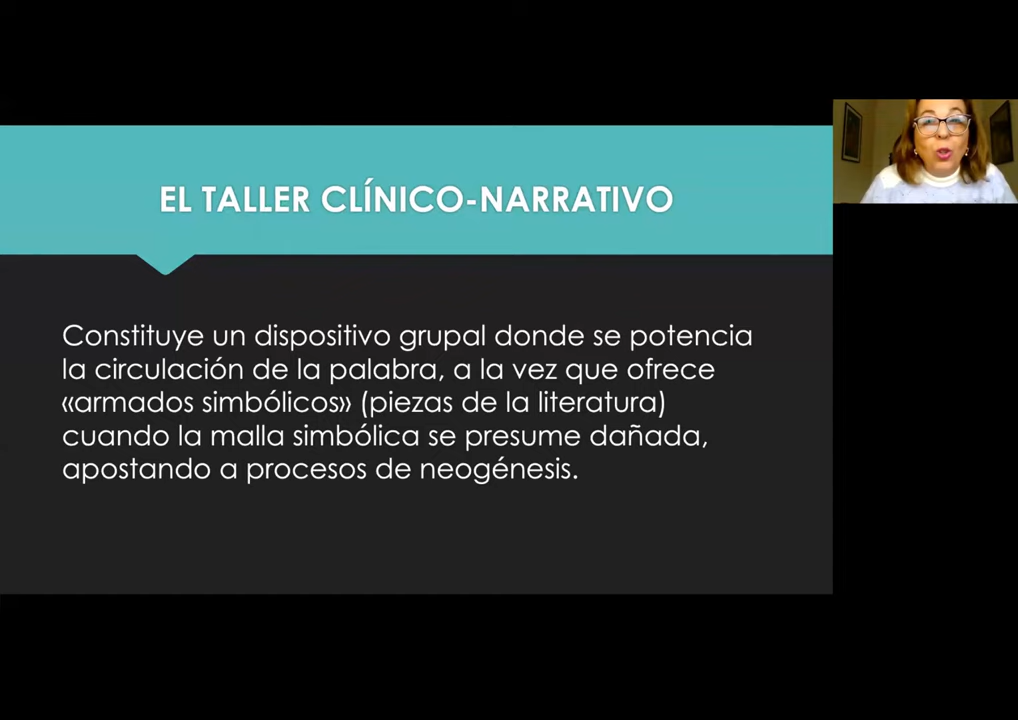 EL TALLER CLÍNICO-NARRATIVO
Constituye un dispositivo grupal donde se potencia
la circulación de la palabra, a la vez que ofrece
«armados simbólicos» (piezas de la literatura)
cuando la malla simbólica se presume dañada,
apostando a procesos de neogénesis.